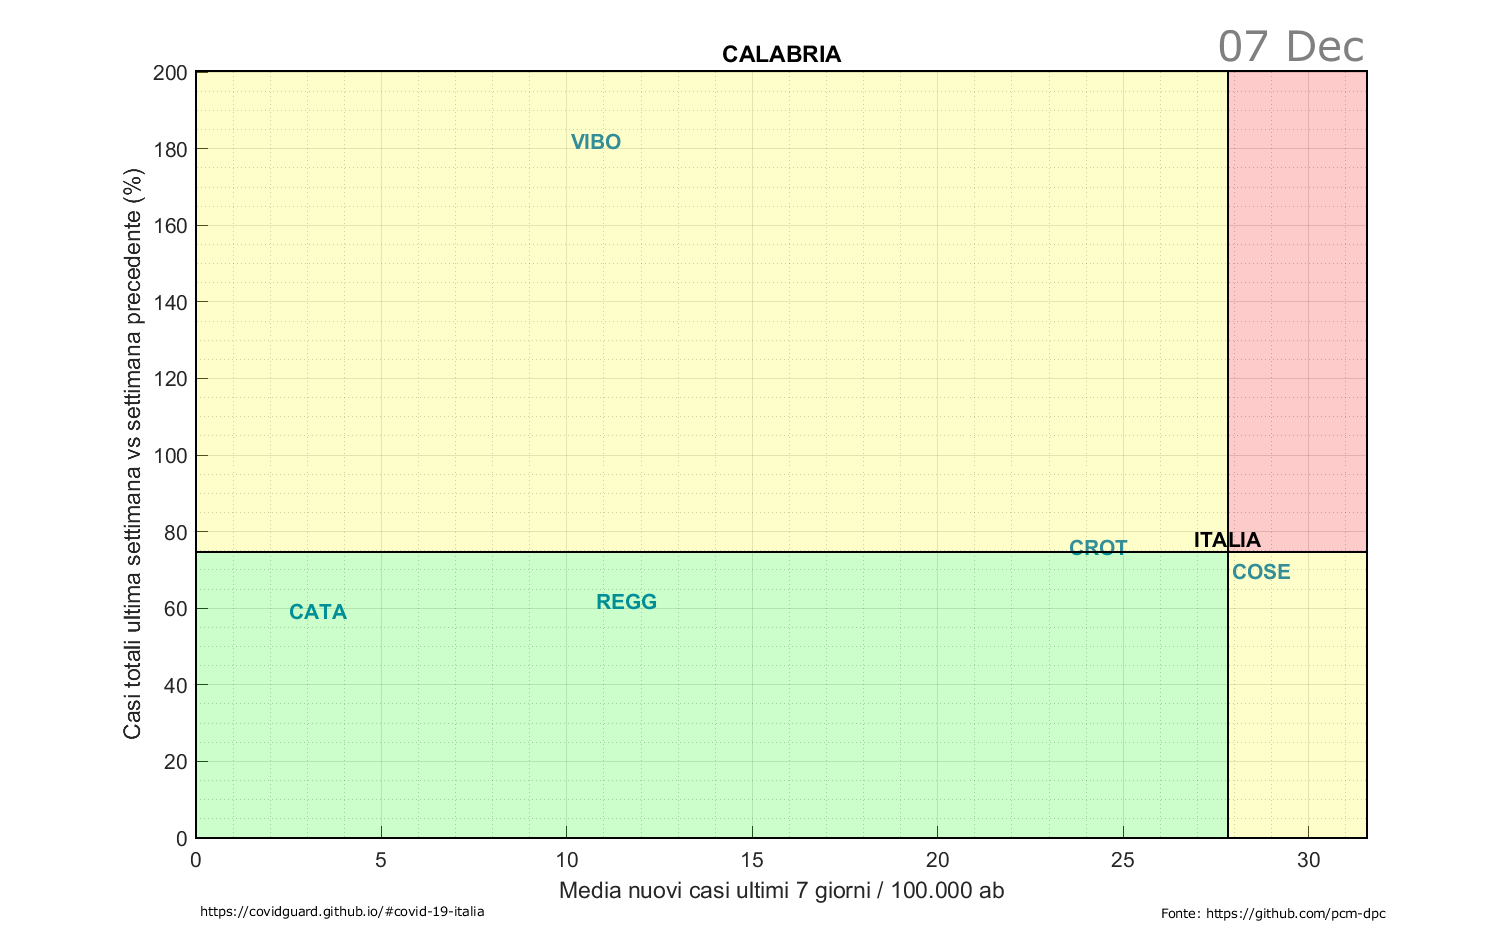 CALABRIA
07 Dec
Casi totali ultima settimana vs settimana precedente (%)
200
180
160
140
120
100
80
60
40
20
0
VIBO
CROT
ITALIA
COSE
REGG
CATA
0 5 10 15 20 25 30
Media nuovi casi ultimi 7 giorni / 100.000 ab
https://covidguard.github.io/#covid-19-italia
Fonte: https://github.com/pcm-dpc